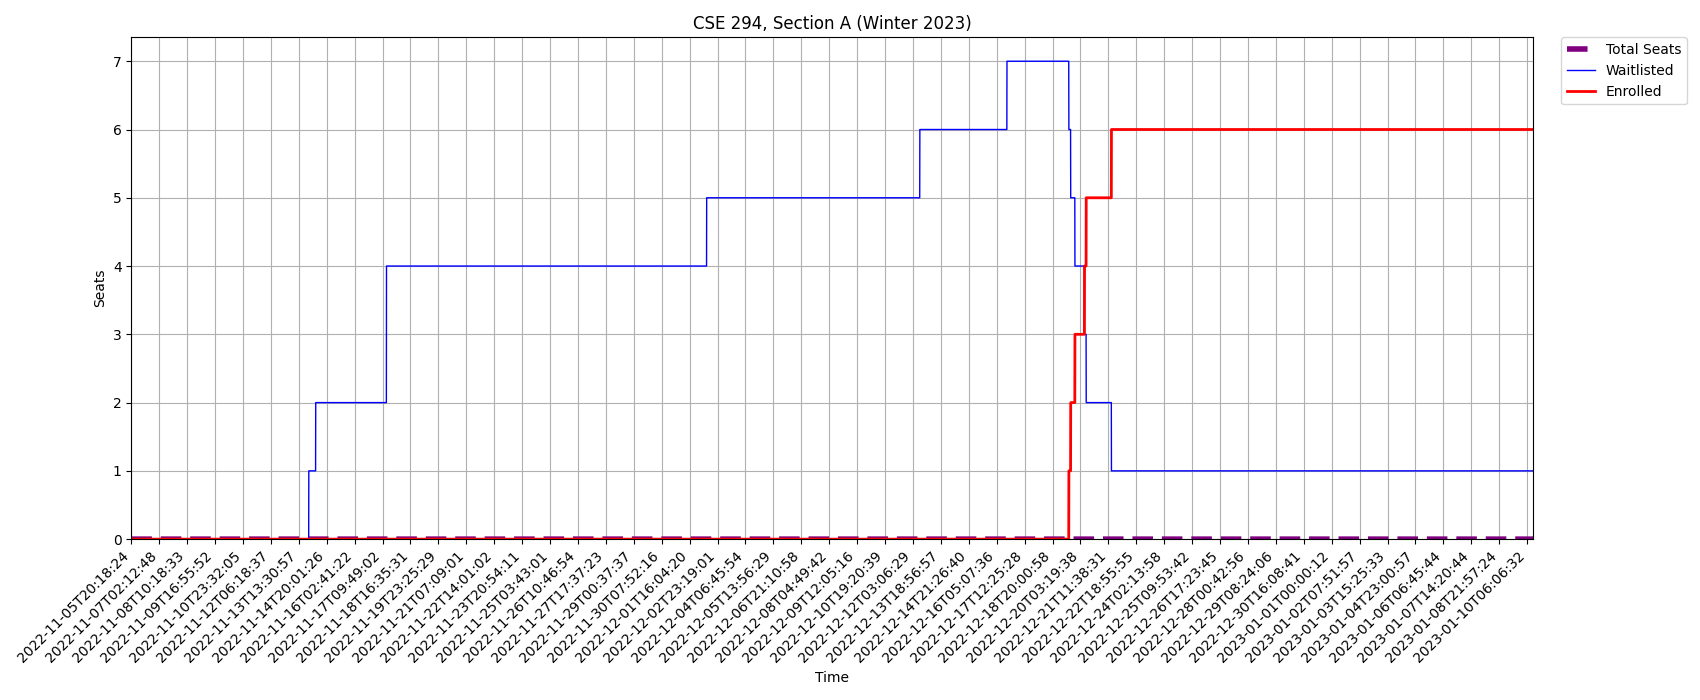 CSE 294, Section A (Winter 2023)
Total Seats
Waitlisted
Enrolled
Seats
7
6
5
4
3
2
1
0
2022-11-05T20:18:24
2022-11-07T02:12:48
2022-11-08T10:18:33
2022-11-09T16:55:52
2022-11-10T23:32:05
2022-11-12T06:18:37
2022-11-13T13:30:57
2022-11-14T20:01:26
2022-11-16T02:41:22
2022-11-17T09:49:02
2022-11-18T16:35:31
2022-11-19T23:25:29
2022-11-21T07:09:01
2022-11-22T14:01:02
2022-11-23T20:54:11
2022-11-25T03:43:01
2022-11-26T10:46:54
2022-11-27T17:37:23
2022-11-29T00:37:37
2022-11-30T07:52:16
2022-12-01T16:04:20
2022-12-02T23:19:01
2022-12-04T06:45:54
2022-12-05T13:56:29
2022-12-06T21:10:58
2022-12-08T04:49:42
2022-12-09T12:05:16
2022-12-10T19:20:39
2022-12-12T03:06:29
2022-12-13T18:56:57
2022-12-14T21:26:40
2022-12-16T05:07:36
2022-12-17T12:25:28
2022-12-18T20:00:58
2022-12-20T03:19:38
2022-12-21T11:38:31
2022-12-22T18:55:55
2022-12-24T02:13:58
2022-12-25T09:53:42
2022-12-26T17:23:45
2022-12-28T00:42:56
2022-12-29T08:24:06
2022-12-30T16:08:41
2023-01-01T00:00:12
2023-01-02T07:51:57
2023-01-03T15:25:33
2023-01-04T23:00:57
2023-01-06T06:45:44
2023-01-07T14:20:44
2023-01-08T21:57:24
2023-01-10T06:06:32
Time